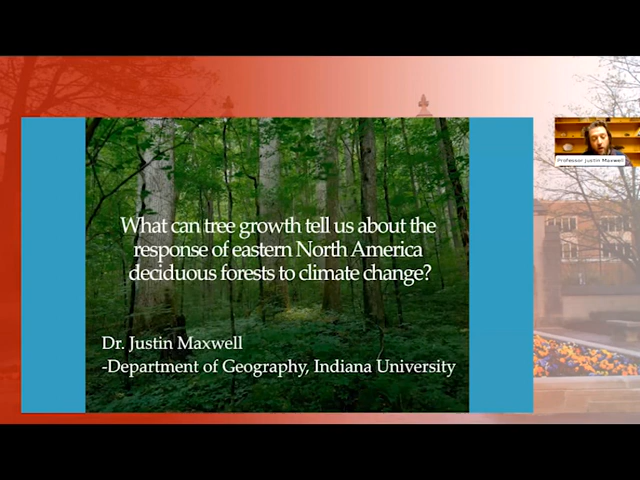 What can tree growth tell us about the
response of eastern North America
deciduous forests to climate change?
Dr. Justin Maxwell
-Department of Geography, Indiana University
Professor Justin Maxwell